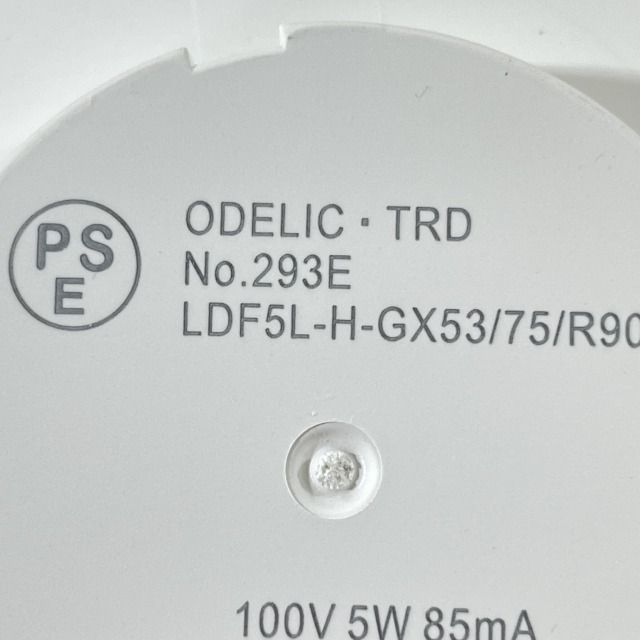 PS
E
ODELIC・TRD
No.293E
LDF5L-H-GX53/75/R90
100V 5W 85mA